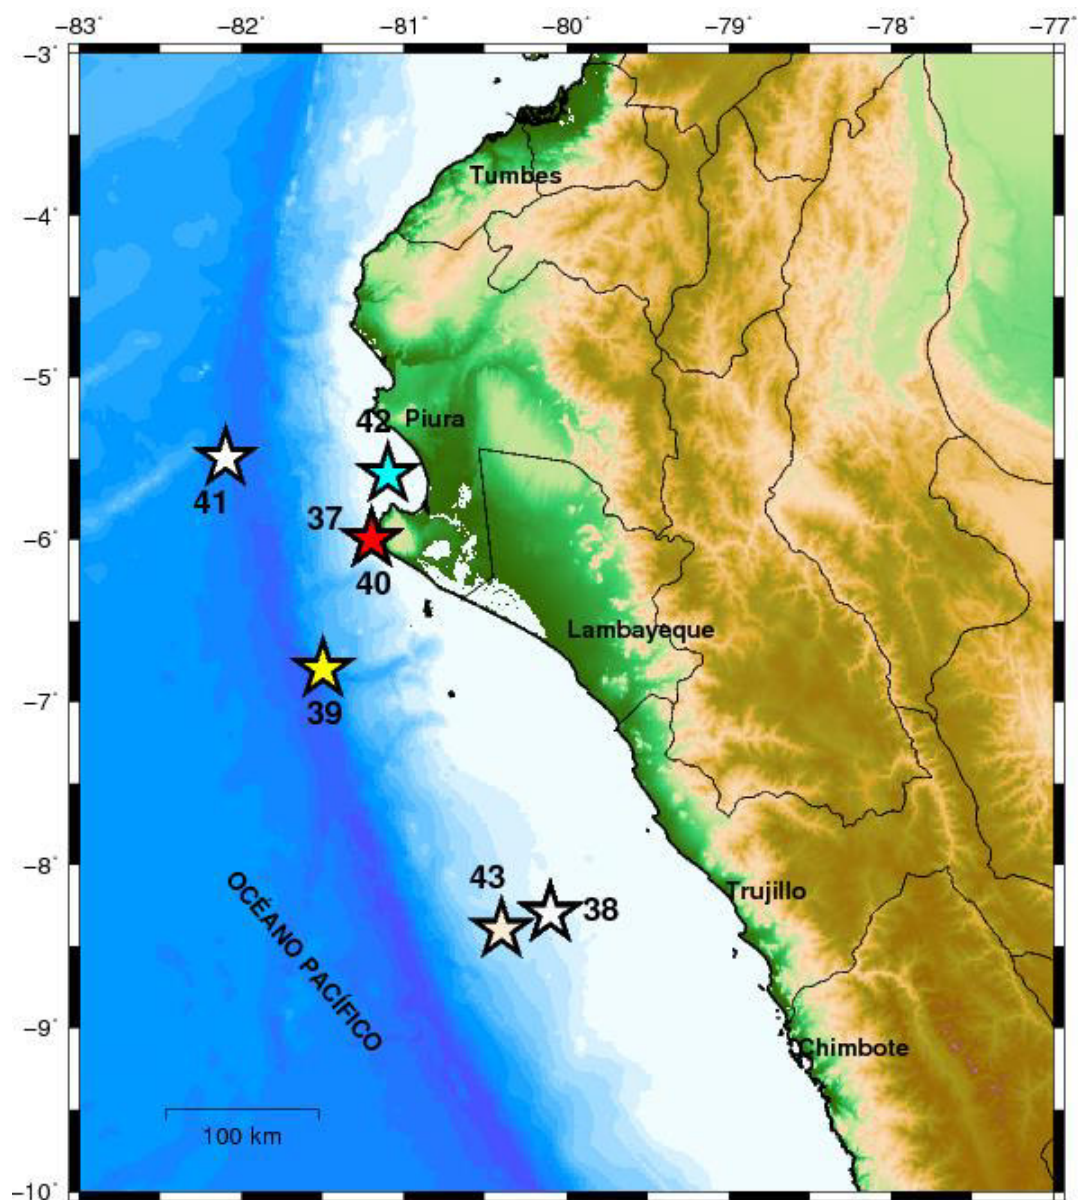 −83° −82° −81° −80° −79° −78° −77°
−3°
Tumbes
−4°
−5°
42 Piura
41
37
−6°
40
Lambayeque
39
−7°
−8°
43
Trujillo
38
OCÉANO PACÍFICO
−9°
Chimbote
100 km
−10°